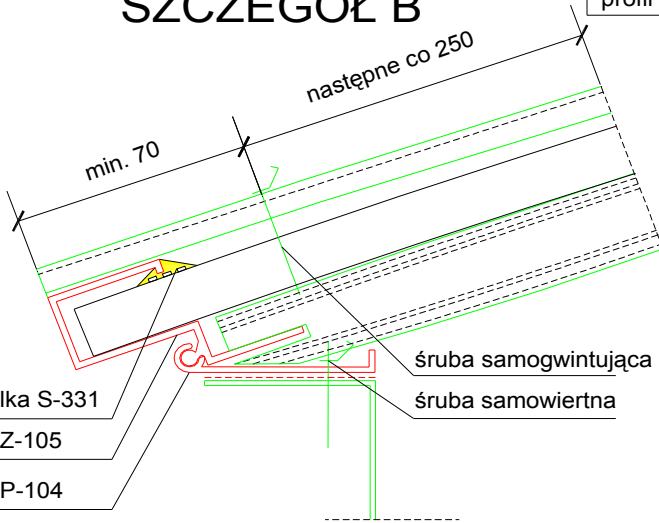 SZCZEGÓŁ B
profil
następne co 250
min. 70
śruba samogwintująca
śruba samowiertna
lka S-331
Z-105
P-104